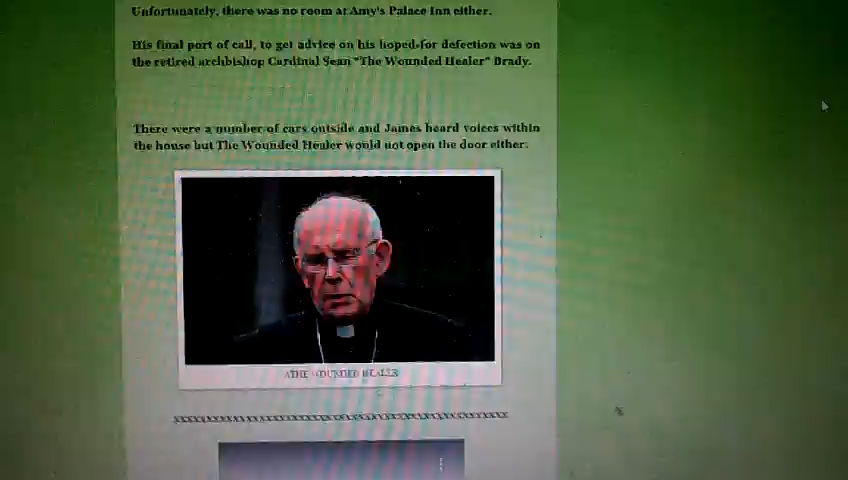 Unfortunately, there was no room at Amy's Palace Inn either.
His final port of call, to get advice on his hoped-for defection was on
the retired archbishop Cardinal Sean "The Wounded Healer" Brady.
There were a number of cars outside and James heard voices within
the house but The Wounded Healer would not open the door either.
THE WOUNDED HEALER